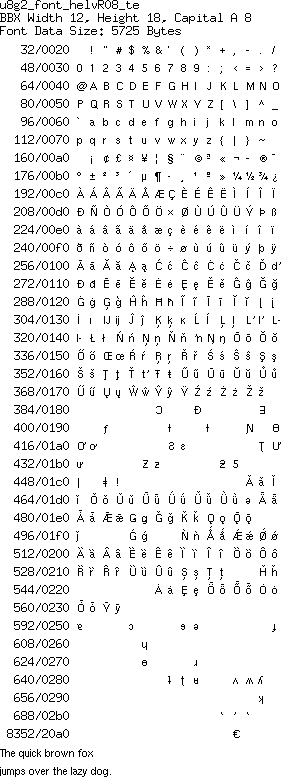 u8g2_font_helvR08_te
BBX Width 12, Height 18, Capital A 8
Font Data Size: 5725 Bytes
32/0020 ! " # $ % & ' ( ) * + , - . /
48/0030 0 1 2 3 4 5 6 7 8 9 : ; < = > ?
64/0040 @ A B C D E F G H I J K L M N O
80/0050 P Q R S T U V W X Y Z [ \ ] ^ _
96/0060 ` a b c d e f g h i j k l m n o
112/0070 p q r s t u v w x y z { | } ~
160/00a0 ¡ ¢ £ ¤ ¥ ¦ § ¨ © ª « ¬ - ® ¯
176/00b0 ° ± ² ³ ´ µ ¶ · ¸ ¹ º » ¼ ½ ¾ ¿
192/00c0 À Á Â Ã Ä Å Æ Ç È É Ê Ë Ì Í Î Ï
208/00d0 Ð Ñ Ò Ó Ô Õ Ö × Ø Ù Ú Û Ü Ý Þ ß
224/00e0 à á â ã ä å æ ç è é ê ë ì í î ï
240/00f0 ð ñ ò ó ô õ ö ÷ ø ù ú û ü ý þ ÿ
256/0100 Ā ā Ă ă Ą ą Ć ć Ĉ ĉ Ċ ċ Č č Ď ď
272/0110 Đ đ Ē ē Ĕ ĕ Ė ė Ę ę Ě ě Ĝ ĝ Ğ ğ
288/0120 Ġ ġ Ģ ģ Ĥ ĥ Ħ ħ Ĩ ĩ Ī ī Ĭ ĭ Į į
304/0130 İ ı Ĳ ĳ Ĵ ĵ Ķ ķ ĸ Ĺ ĺ Ļ ļ Ľ ľ Ŀ
320/0140 ŀ Ł ł Ń ń Ņ ņ Ň ň ŉ Ŋ ŋ Ō ō Ŏ ŏ
336/0150 Ő ő Œ œ Ŕ ŕ Ŗ ŗ Ř ř Ś ś Ŝ ŝ Ş ş
352/0160 Š š Ţ ţ Ť ť Ŧ ŧ Ũ ũ Ū ū Ŭ ŭ Ů ů
368/0170 Ű ű Ų ų Ŵ ŵ Ŷ ŷ Ÿ Ź ź Ż ż Ž ž
384/0180 Ɔ Ɖ Ǝ
400/0190 ƒ ƚ ƞ Ɲ Ɵ
416/01a0 Ơ ơ Ʈ Ư
432/01b0 ư Ƶ ƶ
448/01c0 ǀ ǂ ǃ Ǎ ǎ Ǐ
464/01d0 ǐ Ǒ ǒ Ǔ ǔ Ǖ ǖ Ǘ ǘ Ǚ ǚ Ǜ ǜ ǝ Ǟ ǟ
480/01e0 Ǡ ǡ Ǣ ǣ Ǥ ǥ Ǧ ǧ Ǩ ǩ Ǫ ǫ Ǭ ǭ
496/01f0 ǰ Ǵ ǵ Ǹ ǹ Ǻ ǻ Ǽ ǽ Ǿ ǿ
512/0200 Ȁ ȁ Ȃ ȃ Ȅ ȅ Ȇ ȇ Ȉ ȉ Ȋ ȋ Ȍ ȍ Ȏ ȏ
528/0210 Ȑ ȑ Ȓ ȓ Ȕ ȕ Ȗ ȗ Ș ș Ț ț Ȟ ȟ
544/0220 Ȧ ȧ Ȩ ȩ Ȫ ȫ Ȭ ȭ Ȯ ȯ
560/0230 Ȱ ȱ Ȳ ȳ
592/0250 ɐ ɔ ɘ ə ɟ
608/0260 ɥ
624/0270 ɵ ɹ
640/0280 ʇ ʉ ʌ ʍ ʎ
656/0290 ʞ
688/02b0
8352/20a0 €
The quick brown fox
jumps over the lazy dog.